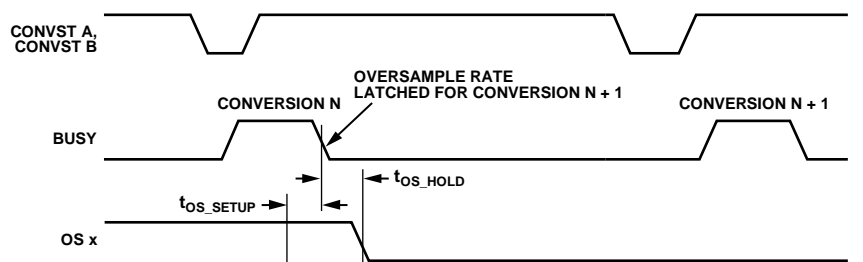 CONVST A,
CONVST B
OVERSAMPLE RATE
LATCHED FOR CONVERSION N + 1
CONVERSION N
CONVERSION N + 1
BUSY
tOS_HOLD
tOS_SETUP
OS x